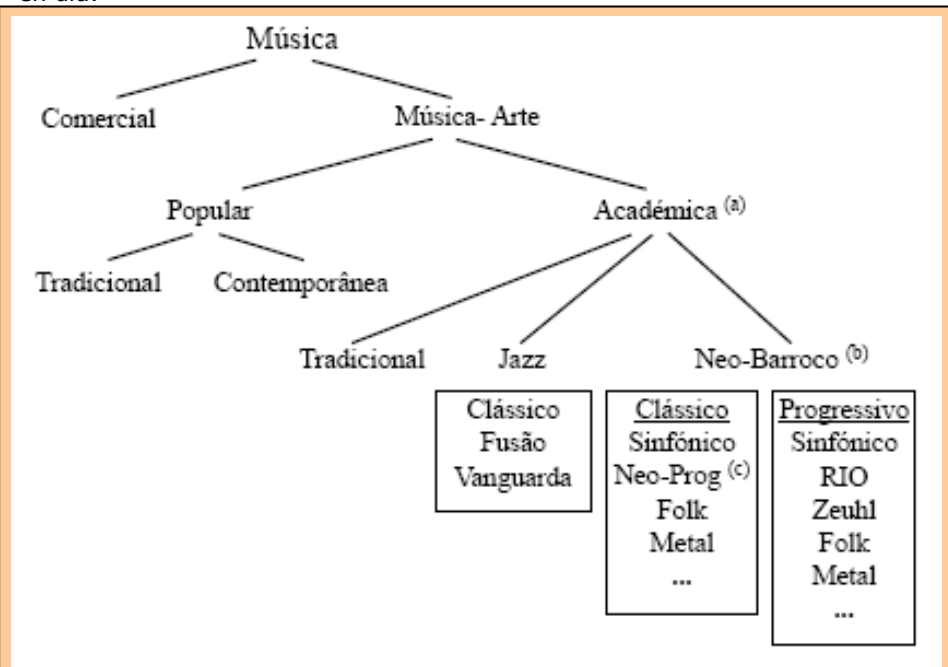 Música
Comercial Música- Arte
Popular Académica (a)
Tradicional Contemporânea
Tradicional Jazz Neo-Barroco (b)
Clássico
Fusão
Vanguarda
Clássico
Sinfónico
Neo-Prog (c)
Folk
Metal
...
Progressivo
Sinfónico
RIO
Zeuhl
Folk
Metal
...